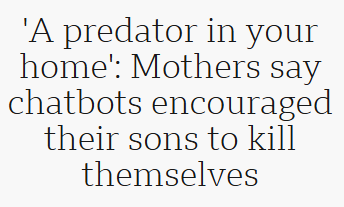 'A predator in your
home': Mothers say
chatbots encouraged
their sons to kill
themselves